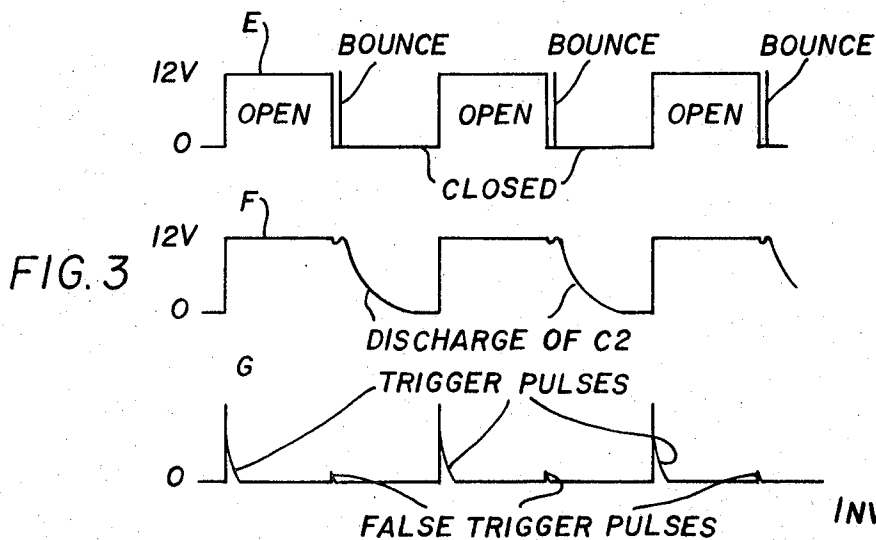 E
BOUNCE BOUNCE BOUNCE
12V
OPEN OPEN OPEN
0
CLOSED
F
12V
FIG. 3
0
DISCHARGE OF C2
G
TRIGGER PULSES
0
FALSE TRIGGER PULSES
INV